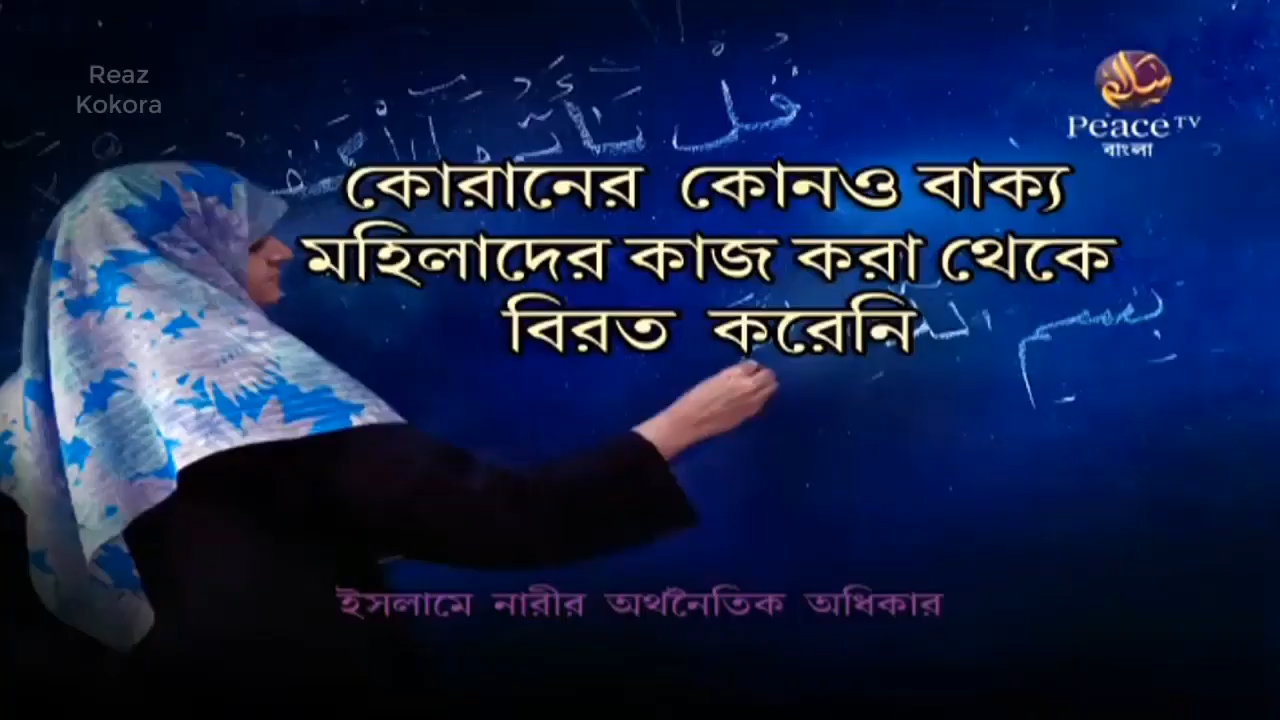 Reaz
Kokora
Peace TV
বাংলা
কোরানের কোনও বাক্য
মহিলাদের কাজ করা থেকে
বিরত করেনি
ইসলামে নারীর অর্থনৈতিক অধিকার